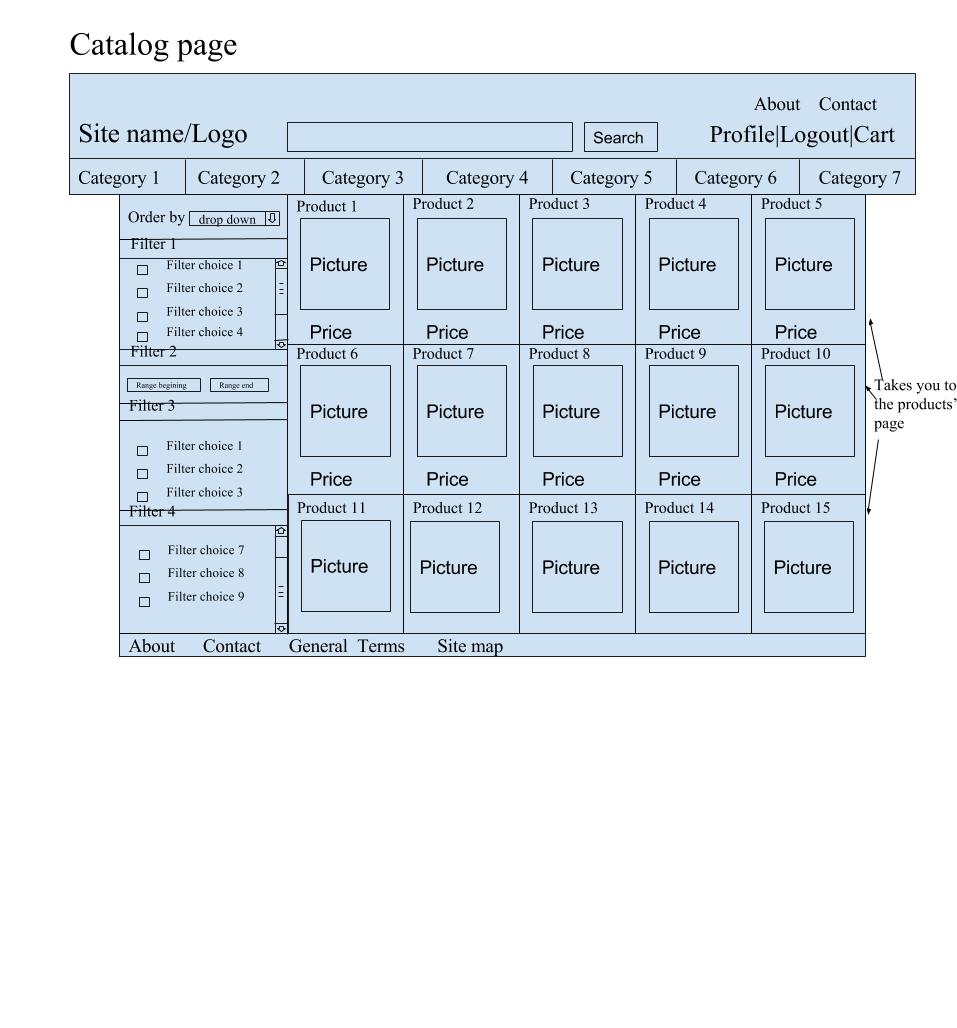 Catalog page
About Contact
Site name/Logo Search Profile|Logout|Cart
Category 1 Category 2 Category 3 Category 4 Category 5 Category 6 Category 7
Order by drop down
Filter 1
Filter choice 1
Filter choice 2
Filter choice 3
Filter choice 4
Filter 2
Range begining Range end
Filter 3
Filter choice 1
Filter choice 2
Filter choice 3
Filter 4
Filter choice 7
Filter choice 8
Filter choice 9
Product 1 Product 2 Product 3 Product 4 Product 5
Picture Picture Picture Picture Picture
Price Price Price Price Price
Product 6 Product 7 Product 8 Product 9 Product 10
Picture Picture Picture Picture Picture
Price Price Price Price Price
Product 11 Product 12 Product 13 Product 14 Product 15
Picture Picture Picture Picture Picture
Takes you to
the products’
page
About Contact General Terms Site map